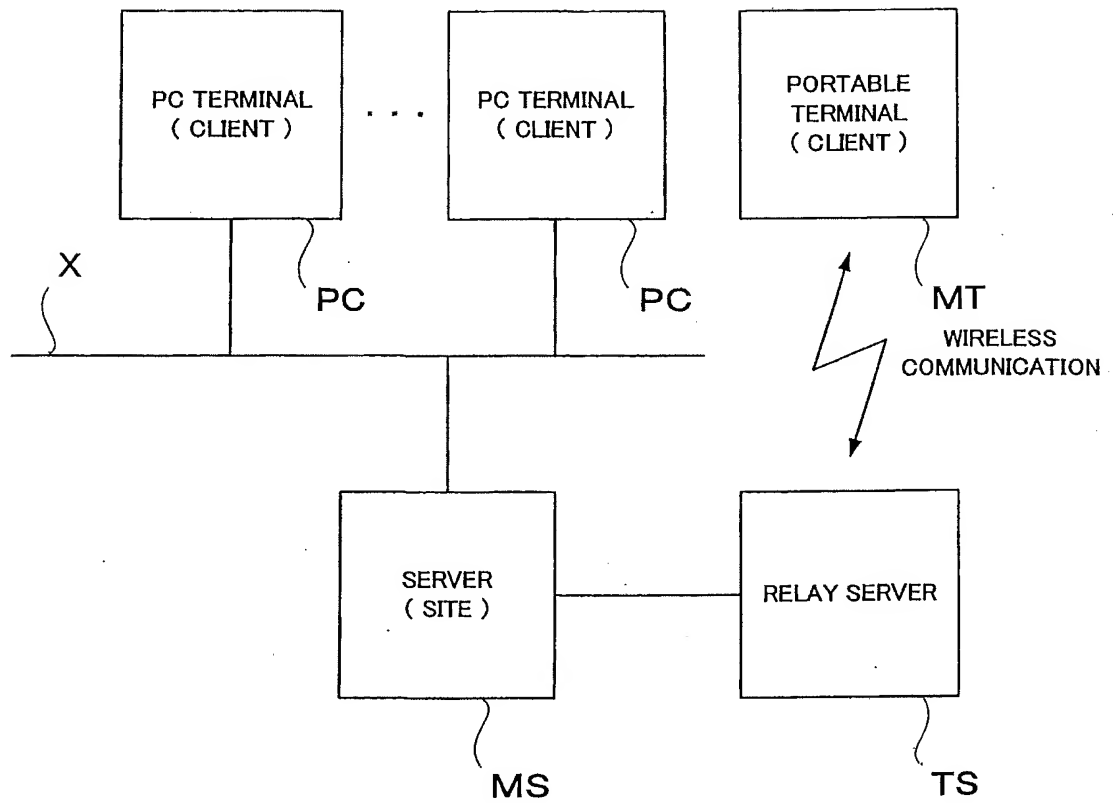 PC TERMINAL
( CLIENT )
. . .
PC TERMINAL
( CLIENT )
PORTABLE
TERMINAL
( CLIENT )
X
PC
PC
MT
WIRELESS
COMMUNICATION
SERVER
( SITE )
RELAY SERVER
MS
TS